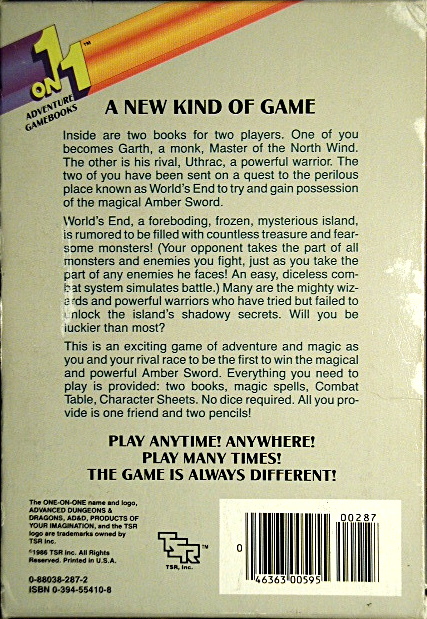 1 ON 1™
ADVENTURE
GAMEBOOKS
A NEW KIND OF GAME
Inside are two books for two players. One of you
becomes Garth, a monk, Master of the North Wind.
The other is his rival, Uthrac, a powerful warrior. The
two of you have been sent on a quest to the perilous
place known as World's End to try and gain possession
of the magical Amber Sword.
World's End, a foreboding, frozen, mysterious island,
is rumored to be filled with countless treasure and fear-
some monsters! (Your opponent takes the part of all
monsters and enemies you fight, just as you take the
part of any enemies he faces! An easy, diceless com-
bat system simulates battle.) Many are the mighty wiz-
ards and powerful warriors who have tried but failed to
unlock the island's shadowy secrets. Will you be
luckier than most?
This is an exciting game of adventure and magic as
you and your rival race to be the first to win the magical
and powerful Amber Sword. Everything you need to
play is provided: two books, magic spells, Combat
Table, Character Sheets. No dice required. All you pro-
vide is one friend and two pencils!
PLAY ANYTIME! ANYWHERE!
PLAY MANY TIMES!
THE GAME IS ALWAYS DIFFERENT!
The ONE-ON-ONE name and logo,
ADVANCED DUNGEONS &
DRAGONS, AD&D, PRODUCTS OF
YOUR IMAGINATION, and the TSR
logo are trademarks owned by
TSR Inc.
©1986 TSR Inc. All Rights
Reserved. Printed in U.S.A.
0-88038-287-2
ISBN 0-394-55410-8
TSR™
TSR, Inc.
00287
0 46363 00595